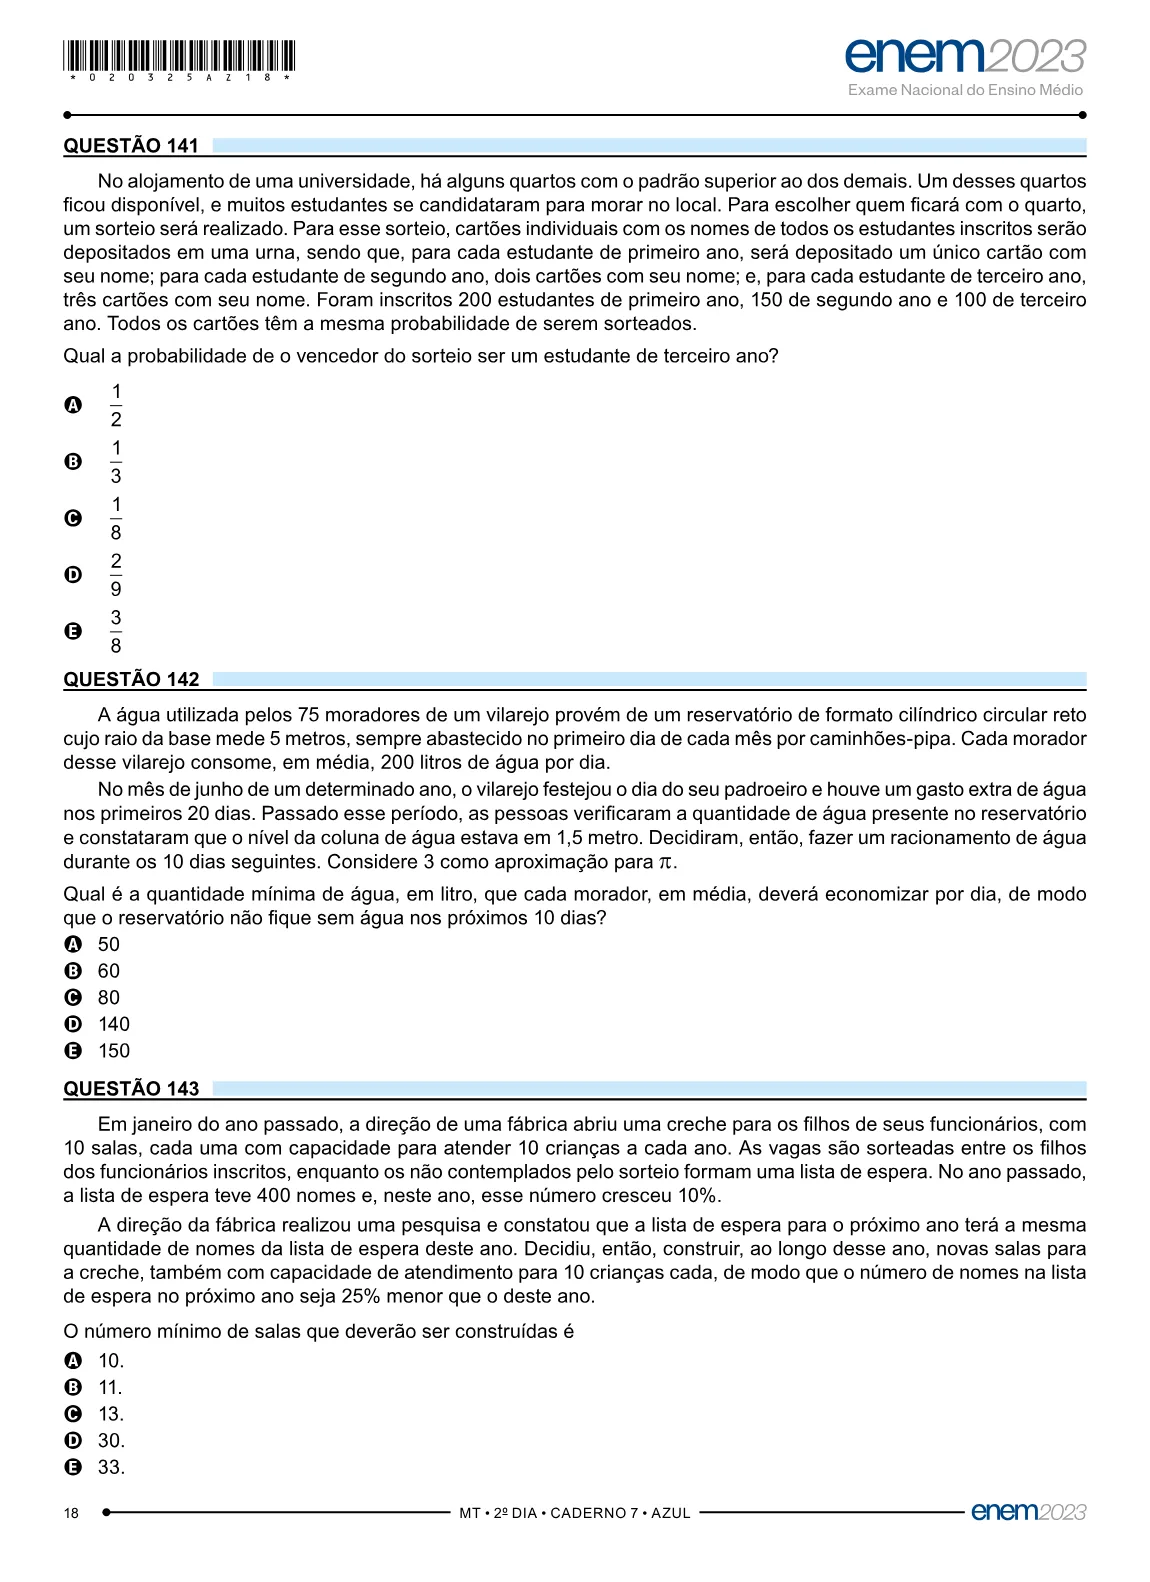 *020325AZ18*
enem2023
Exame Nacional do Ensino Médio
QUESTÃO 141
No alojamento de uma universidade, há alguns quartos com o padrão superior ao dos demais. Um desses quartos
ficou disponível, e muitos estudantes se candidataram para morar no local. Para escolher quem ficará com o quarto,
um sorteio será realizado. Para esse sorteio, cartões individuais com os nomes de todos os estudantes inscritos serão
depositados em uma urna, sendo que, para cada estudante de primeiro ano, será depositado um único cartão com
seu nome; para cada estudante de segundo ano, dois cartões com seu nome; e, para cada estudante de terceiro ano,
três cartões com seu nome. Foram inscritos 200 estudantes de primeiro ano, 150 de segundo ano e 100 de terceiro
ano. Todos os cartões têm a mesma probabilidade de serem sorteados.
Qual a probabilidade de o vencedor do sorteio ser um estudante de terceiro ano?
A 1/2
B 1/3
C 1/8
D 2/9
E 3/8
QUESTÃO 142
A água utilizada pelos 75 moradores de um vilarejo provém de um reservatório de formato cilíndrico circular reto
cujo raio da base mede 5 metros, sempre abastecido no primeiro dia de cada mês por caminhões-pipa. Cada morador
desse vilarejo consome, em média, 200 litros de água por dia.
No mês de junho de um determinado ano, o vilarejo festejou o dia do seu padroeiro e houve um gasto extra de água
nos primeiros 20 dias. Passado esse período, as pessoas verificaram a quantidade de água presente no reservatório
e constataram que o nível da coluna de água estava em 1,5 metro. Decidiram, então, fazer um racionamento de água
durante os 10 dias seguintes. Considere 3 como aproximação para π.
Qual é a quantidade mínima de água, em litro, que cada morador, em média, deverá economizar por dia, de modo
que o reservatório não fique sem água nos próximos 10 dias?
A 50
B 60
C 80
D 140
E 150
QUESTÃO 143
Em janeiro do ano passado, a direção de uma fábrica abriu uma creche para os filhos de seus funcionários, com
10 salas, cada uma com capacidade para atender 10 crianças a cada ano. As vagas são sorteadas entre os filhos
dos funcionários inscritos, enquanto os não contemplados pelo sorteio formam uma lista de espera. No ano passado,
a lista de espera teve 400 nomes e, neste ano, esse número cresceu 10%.
A direção da fábrica realizou uma pesquisa e constatou que a lista de espera para o próximo ano terá a mesma
quantidade de nomes da lista de espera deste ano. Decidiu, então, construir, ao longo desse ano, novas salas para
a creche, também com capacidade de atendimento para 10 crianças cada, de modo que o número de nomes na lista
de espera no próximo ano seja 25% menor que o deste ano.
O número mínimo de salas que deverão ser construídas é
A 10.
B 11.
C 13.
D 30.
E 33.
18 MT • 2º DIA • CADERNO 7 • AZUL enem2023